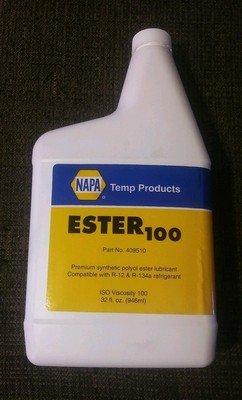 NAPA
®
Temp Products
ESTER100
Part No. 409510
Premium synthetic polyol ester lubricant
Compatible with R-12 & R-134a refrigerant
ISO Viscosity 100
32 fl. oz. (946ml)